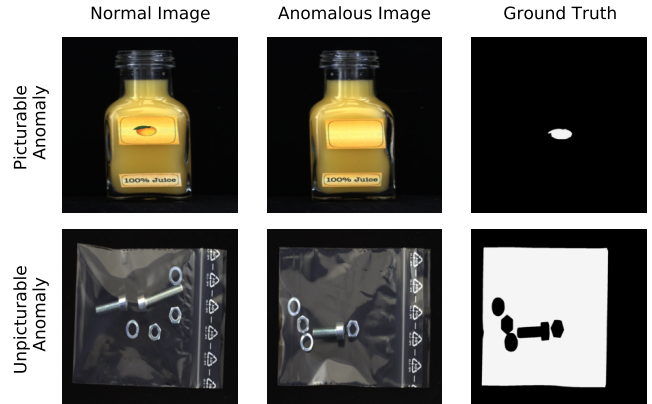 Normal Image
Anomalous Image
Ground Truth
Picturable
Anomaly
100% Juice
100% Juice
Unpicturable
Anomaly